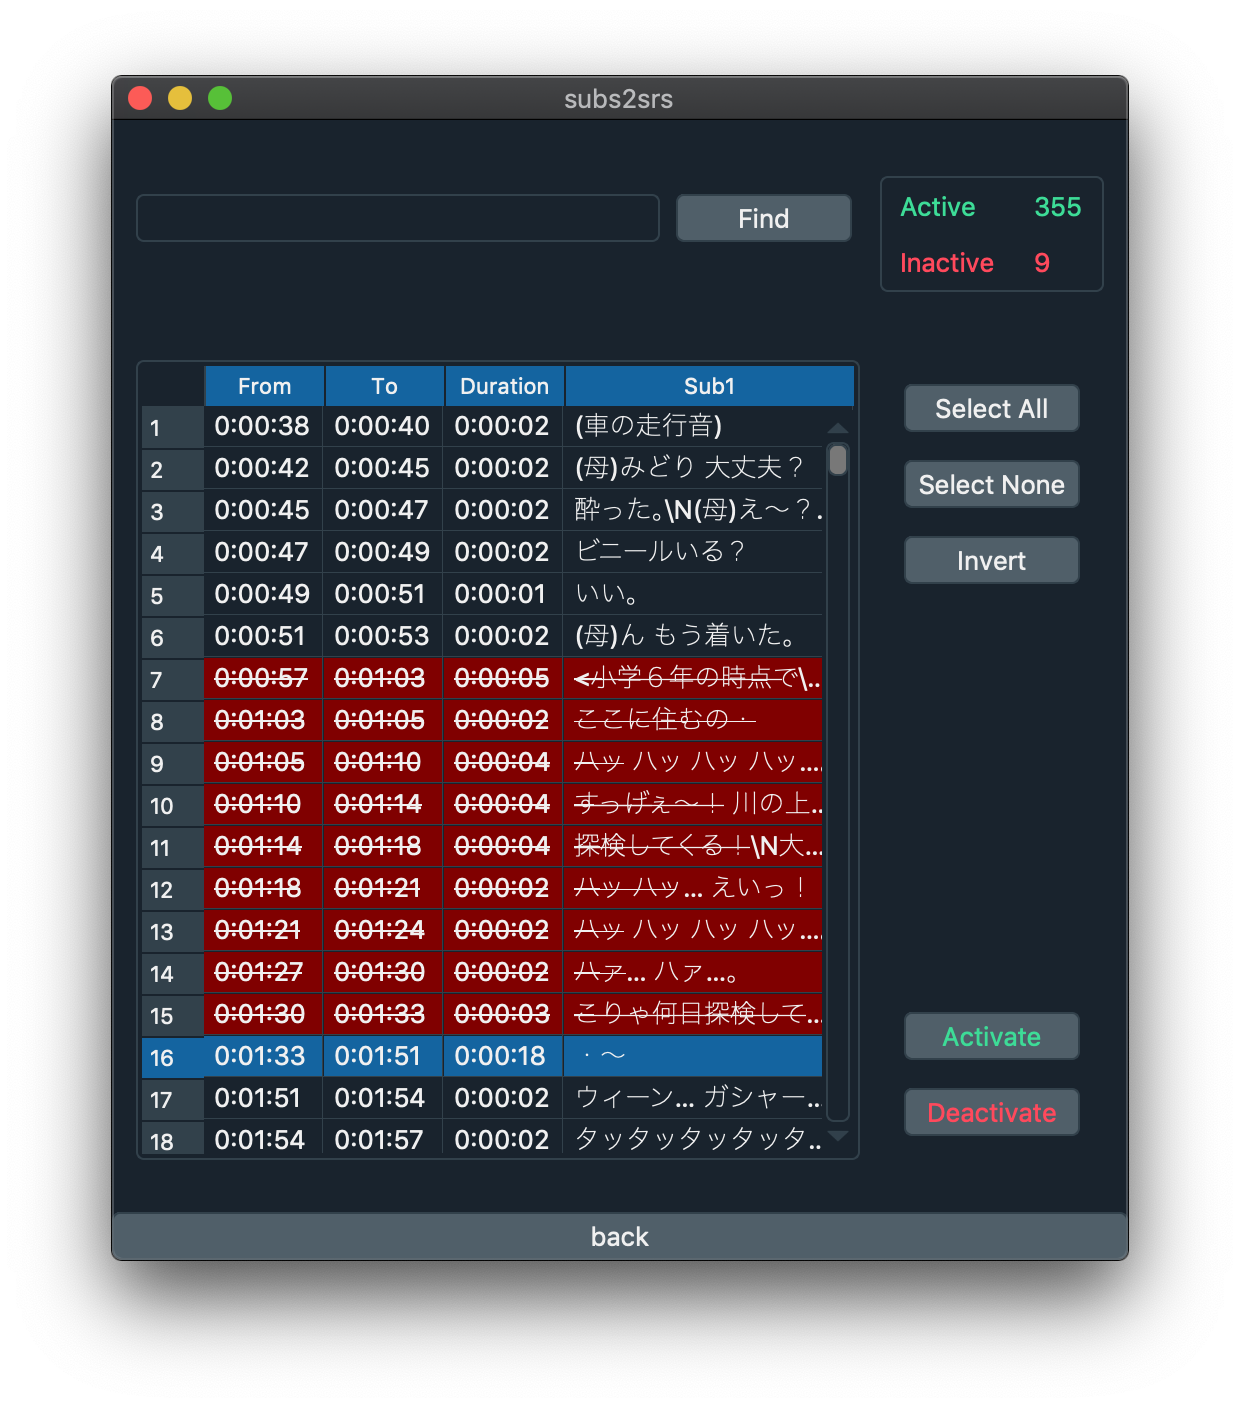 subs2srs
Find
Active 355
Inactive 9
From To Duration Sub1
1 0:00:38 0:00:40 0:00:02 (車の走行音)
2 0:00:42 0:00:45 0:00:02 (母)みどり 大丈夫？
3 0:00:45 0:00:47 0:00:02 酔った。\N(母)え～？..
4 0:00:47 0:00:49 0:00:02 ビニールいる？
5 0:00:49 0:00:51 0:00:01 いい。
6 0:00:51 0:00:53 0:00:02 (母)ん もう着いた。
7 0:00:57 0:01:03 0:00:05 <小学６年の時点で\...
8 0:01:03 0:01:05 0:00:02 ここに住むの・
9 0:01:05 0:01:10 0:00:04 ハッ ハッ ハッ ハッ....
10 0:01:10 0:01:14 0:00:04 すっげぇ～！ 川の上...
11 0:01:14 0:01:18 0:00:04 探検してくる！\N大...
12 0:01:18 0:01:21 0:00:02 ハッ ハッ... えいっ！
13 0:01:21 0:01:24 0:00:02 ハッ ハッ ハッ ハッ....
14 0:01:27 0:01:30 0:00:02 ハァ... ハァ...。
15 0:01:30 0:01:33 0:00:03 こりゃ何日探検して...
16 0:01:33 0:01:51 0:00:18 ・～
17 0:01:51 0:01:54 0:00:02 ウィーン... ガシャー...
18 0:01:54 0:01:57 0:00:02 タッタッタッタッタ...
Select All
Select None
Invert
Activate
Deactivate
back